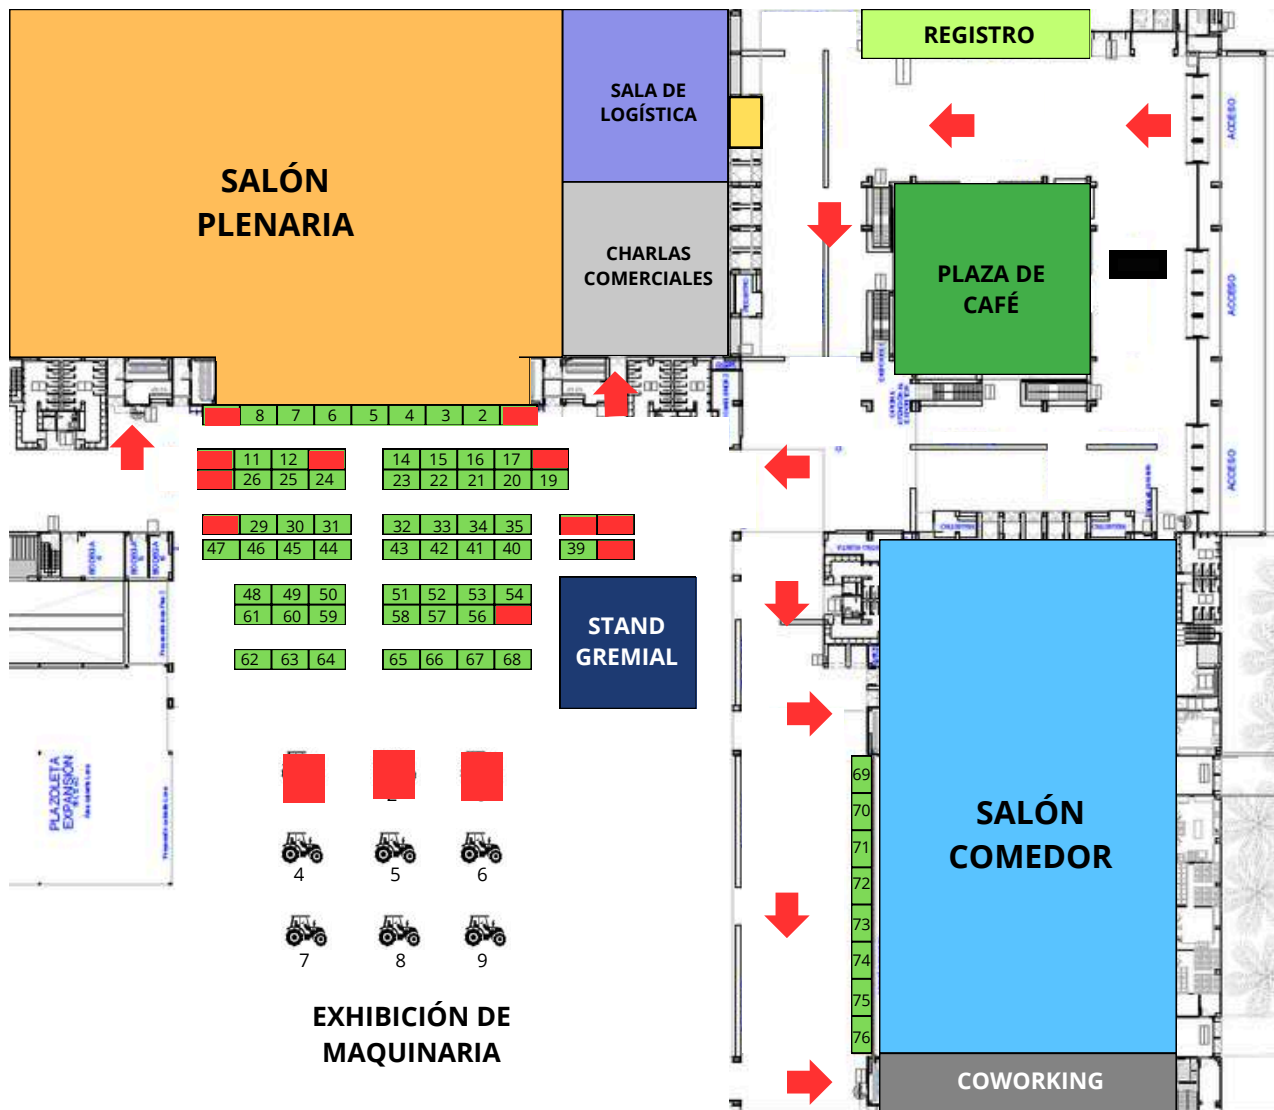 REGISTRO
SALA DE
LOGÍSTICA
ACCESO
SALÓN
PLENARIA
CHARLAS
COMERCIALES
PLAZA DE
CAFÉ
ACCESO
8 7 6 5 4 3 2
11 12 14 15 16 17
26 25 24 23 22 21 20 19
ACCESO
29 30 31 32 33 34 35
47 46 45 44 43 42 41 40 39
BODEGA
BODEGA
BODEGA
48 49 50 51 52 53 54
61 60 59 58 57 56
STAND
GREMIAL
62 63 64 65 66 67 68
PLAZOLETA
EXPANSIÓN
69
70
71
72
73
74
75
76
SALÓN
COMEDOR
4 5 6
7 8 9
EXHIBICIÓN DE
MAQUINARIA
COWORKING